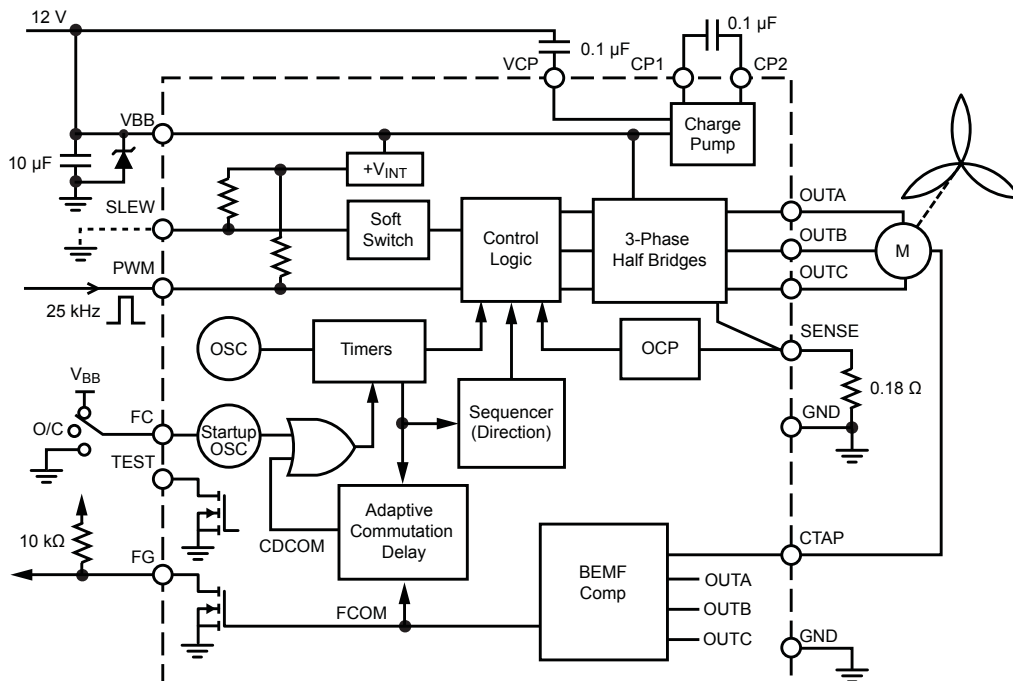 12 V
0.1 µF
0.1 µF
VCP
CP1
CP2
VBB
10 µF
Charge
Pump
+VINT
SLEW
Soft
Switch
Control
Logic
3-Phase
Half Bridges
OUTA
OUTB
OUTC
M
PWM
25 kHz
OSC
Timers
OCP
SENSE
0.18 Ω
VBB
O/C
FC
Startup
OSC
Sequencer
(Direction)
GND
TEST
Adaptive
Commutation
Delay
CDCOM
10 kΩ
FG
FCOM
BEMF
Comp
CTAP
OUTA
OUTB
OUTC
GND